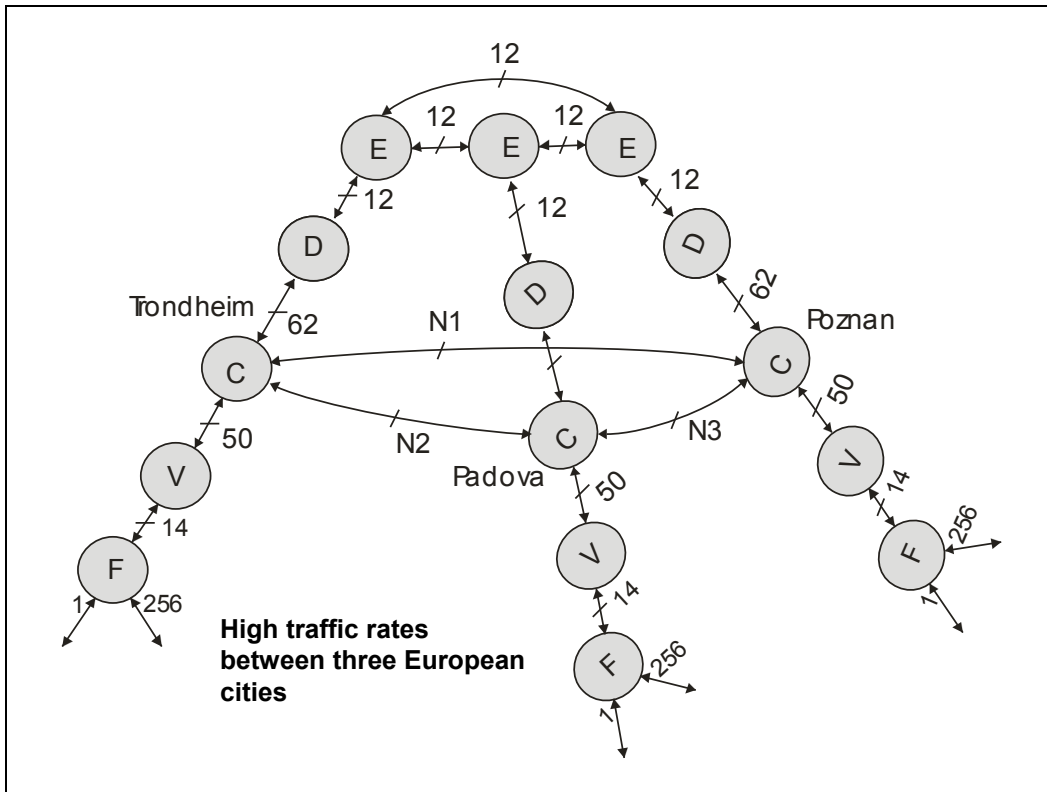 12
12
12
E
E
E
12
12
12
D
D
D
Trondheim
62
62
Poznan
N1
C
C
C
50
N2
N3
50
Padova
V
V
50
14
14
V
F
F
256
1
1
256
14
High traffic rates
between three European
cities
F
256
1